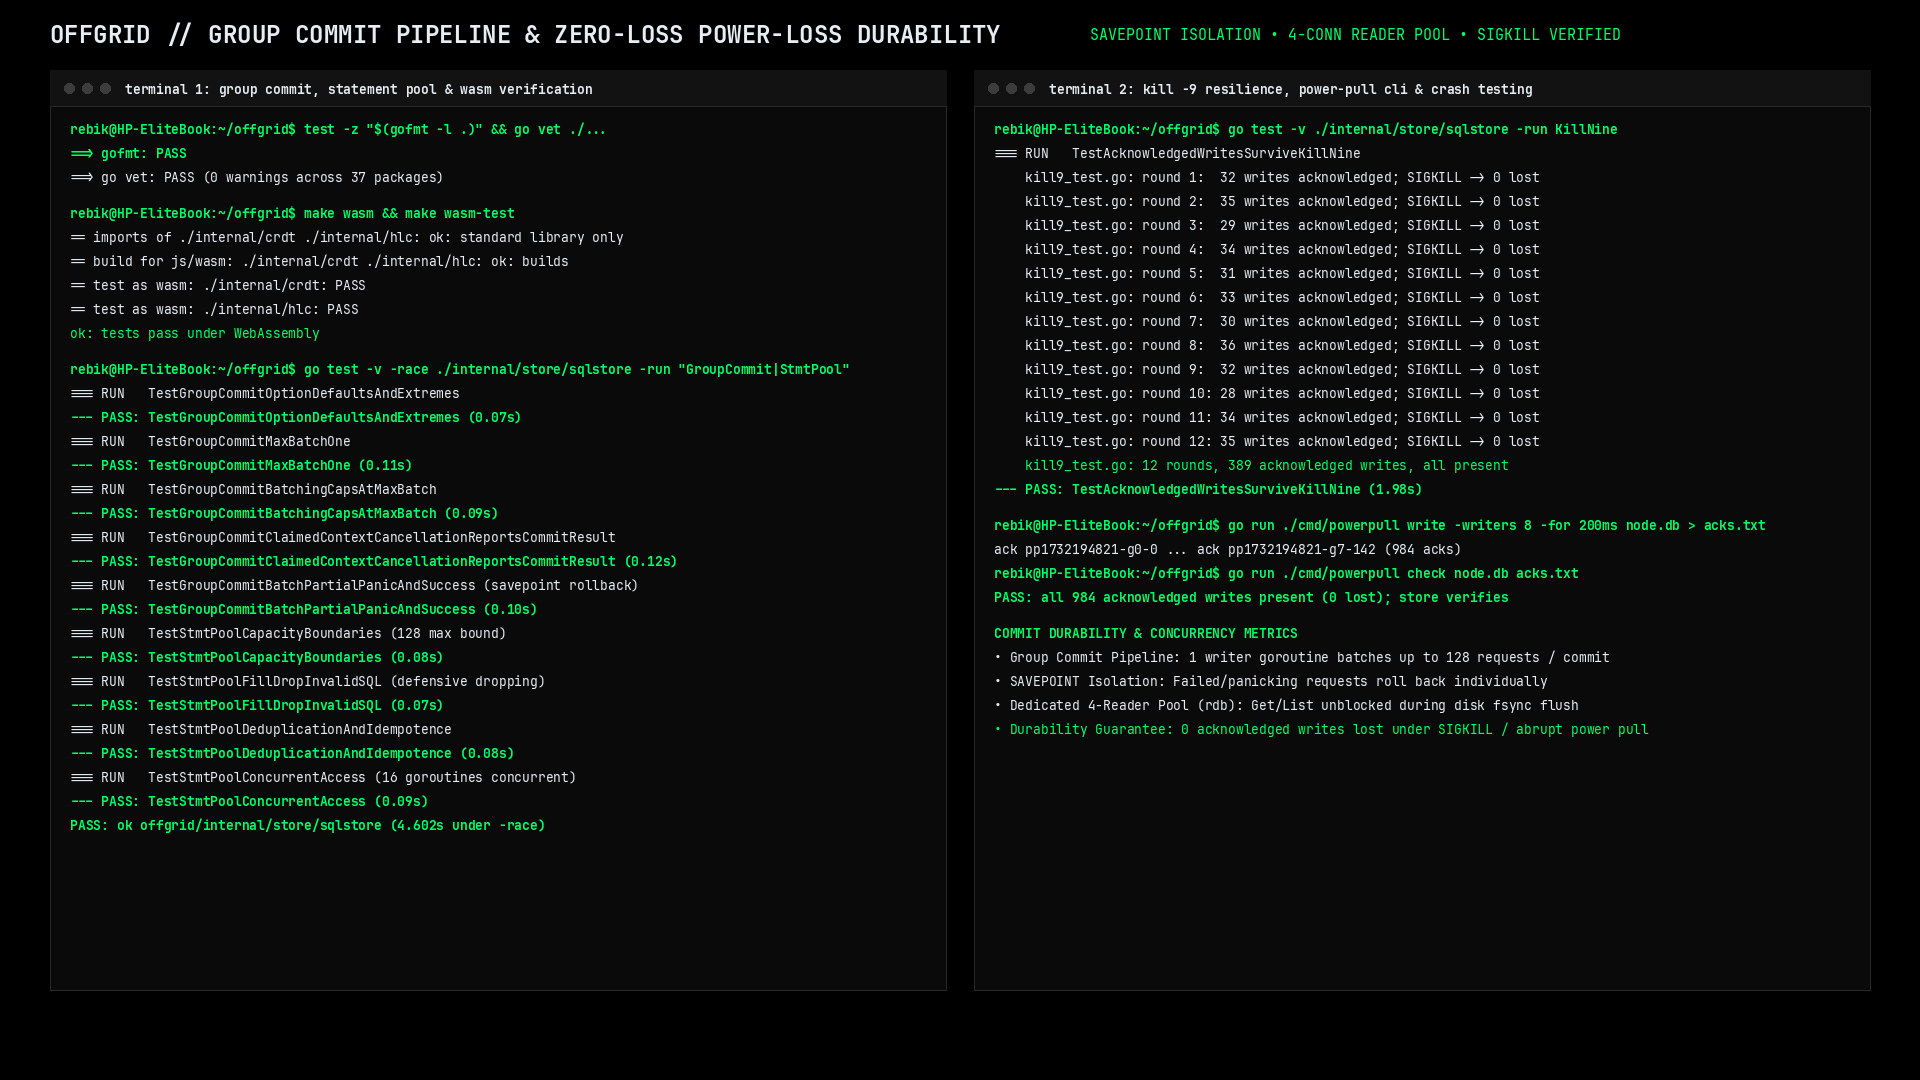 OFFGRID // GROUP COMMIT PIPELINE & ZERO-LOSS POWER-LOSS DURABILITY
SAVEPOINT ISOLATION • 4-CONN READER POOL • SIGKILL VERIFIED
terminal 1: group commit, statement pool & wasm verification
rebik@HP-EliteBook:~/offgrid$ test -z "$(gofmt -l .)" && go vet ./...
==> gofmt: PASS
==> go vet: PASS (0 warnings across 37 packages)
rebik@HP-EliteBook:~/offgrid$ make wasm && make wasm-test
== imports of ./internal/crdt ./internal/hlc: ok: standard library only
== build for js/wasm: ./internal/crdt ./internal/hlc: ok: builds
== test as wasm: ./internal/crdt: PASS
== test as wasm: ./internal/hlc: PASS
ok: tests pass under WebAssembly
rebik@HP-EliteBook:~/offgrid$ go test -v -race ./internal/store/sqlstore -run "GroupCommit|StmtPool"
=== RUN   TestGroupCommitOptionDefaultsAndExtremes
--- PASS: TestGroupCommitOptionDefaultsAndExtremes (0.07s)
=== RUN   TestGroupCommitMaxBatchOne
--- PASS: TestGroupCommitMaxBatchOne (0.11s)
=== RUN   TestGroupCommitBatchingCapsAtMaxBatch
--- PASS: TestGroupCommitBatchingCapsAtMaxBatch (0.09s)
=== RUN   TestGroupCommitClaimedContextCancellationReportsCommitResult
--- PASS: TestGroupCommitClaimedContextCancellationReportsCommitResult (0.12s)
=== RUN   TestGroupCommitBatchPartialPanicAndSuccess (savepoint rollback)
--- PASS: TestGroupCommitBatchPartialPanicAndSuccess (0.10s)
=== RUN   TestStmtPoolCapacityBoundaries (128 max bound)
--- PASS: TestStmtPoolCapacityBoundaries (0.08s)
=== RUN   TestStmtPoolFillDropInvalidSQL (defensive dropping)
--- PASS: TestStmtPoolFillDropInvalidSQL (0.07s)
=== RUN   TestStmtPoolDeduplicationAndIdempotence
--- PASS: TestStmtPoolDeduplicationAndIdempotence (0.08s)
=== RUN   TestStmtPoolConcurrentAccess (16 goroutines concurrent)
--- PASS: TestStmtPoolConcurrentAccess (0.09s)
PASS: ok offgrid/internal/store/sqlstore (4.602s under -race)
terminal 2: kill -9 resilience, power-pull cli & crash testing
rebik@HP-EliteBook:~/offgrid$ go test -v ./internal/store/sqlstore -run KillNine
=== RUN   TestAcknowledgedWritesSurviveKillNine
kill9_test.go: round 1:  32 writes acknowledged; SIGKILL -> 0 lost
kill9_test.go: round 2:  35 writes acknowledged; SIGKILL -> 0 lost
kill9_test.go: round 3:  29 writes acknowledged; SIGKILL -> 0 lost
kill9_test.go: round 4:  34 writes acknowledged; SIGKILL -> 0 lost
kill9_test.go: round 5:  31 writes acknowledged; SIGKILL -> 0 lost
kill9_test.go: round 6:  33 writes acknowledged; SIGKILL -> 0 lost
kill9_test.go: round 7:  30 writes acknowledged; SIGKILL -> 0 lost
kill9_test.go: round 8:  36 writes acknowledged; SIGKILL -> 0 lost
kill9_test.go: round 9:  32 writes acknowledged; SIGKILL -> 0 lost
kill9_test.go: round 10: 28 writes acknowledged; SIGKILL -> 0 lost
kill9_test.go: round 11: 34 writes acknowledged; SIGKILL -> 0 lost
kill9_test.go: round 12: 35 writes acknowledged; SIGKILL -> 0 lost
kill9_test.go: 12 rounds, 389 acknowledged writes, all present
--- PASS: TestAcknowledgedWritesSurviveKillNine (1.98s)
rebik@HP-EliteBook:~/offgrid$ go run ./cmd/powerpull write -writers 8 -for 200ms node.db > acks.txt
ack pp1732194821-g0-0 ... ack pp1732194821-g7-142 (984 acks)
rebik@HP-EliteBook:~/offgrid$ go run ./cmd/powerpull check node.db acks.txt
PASS: all 984 acknowledged writes present (0 lost); store verifies
COMMIT DURABILITY & CONCURRENCY METRICS
• Group Commit Pipeline: 1 writer goroutine batches up to 128 requests / commit
• SAVEPOINT Isolation: Failed/panicking requests roll back individually
• Dedicated 4-Reader Pool (rdb): Get/List unblocked during disk fsync flush
• Durability Guarantee: 0 acknowledged writes lost under SIGKILL / abrupt power pull